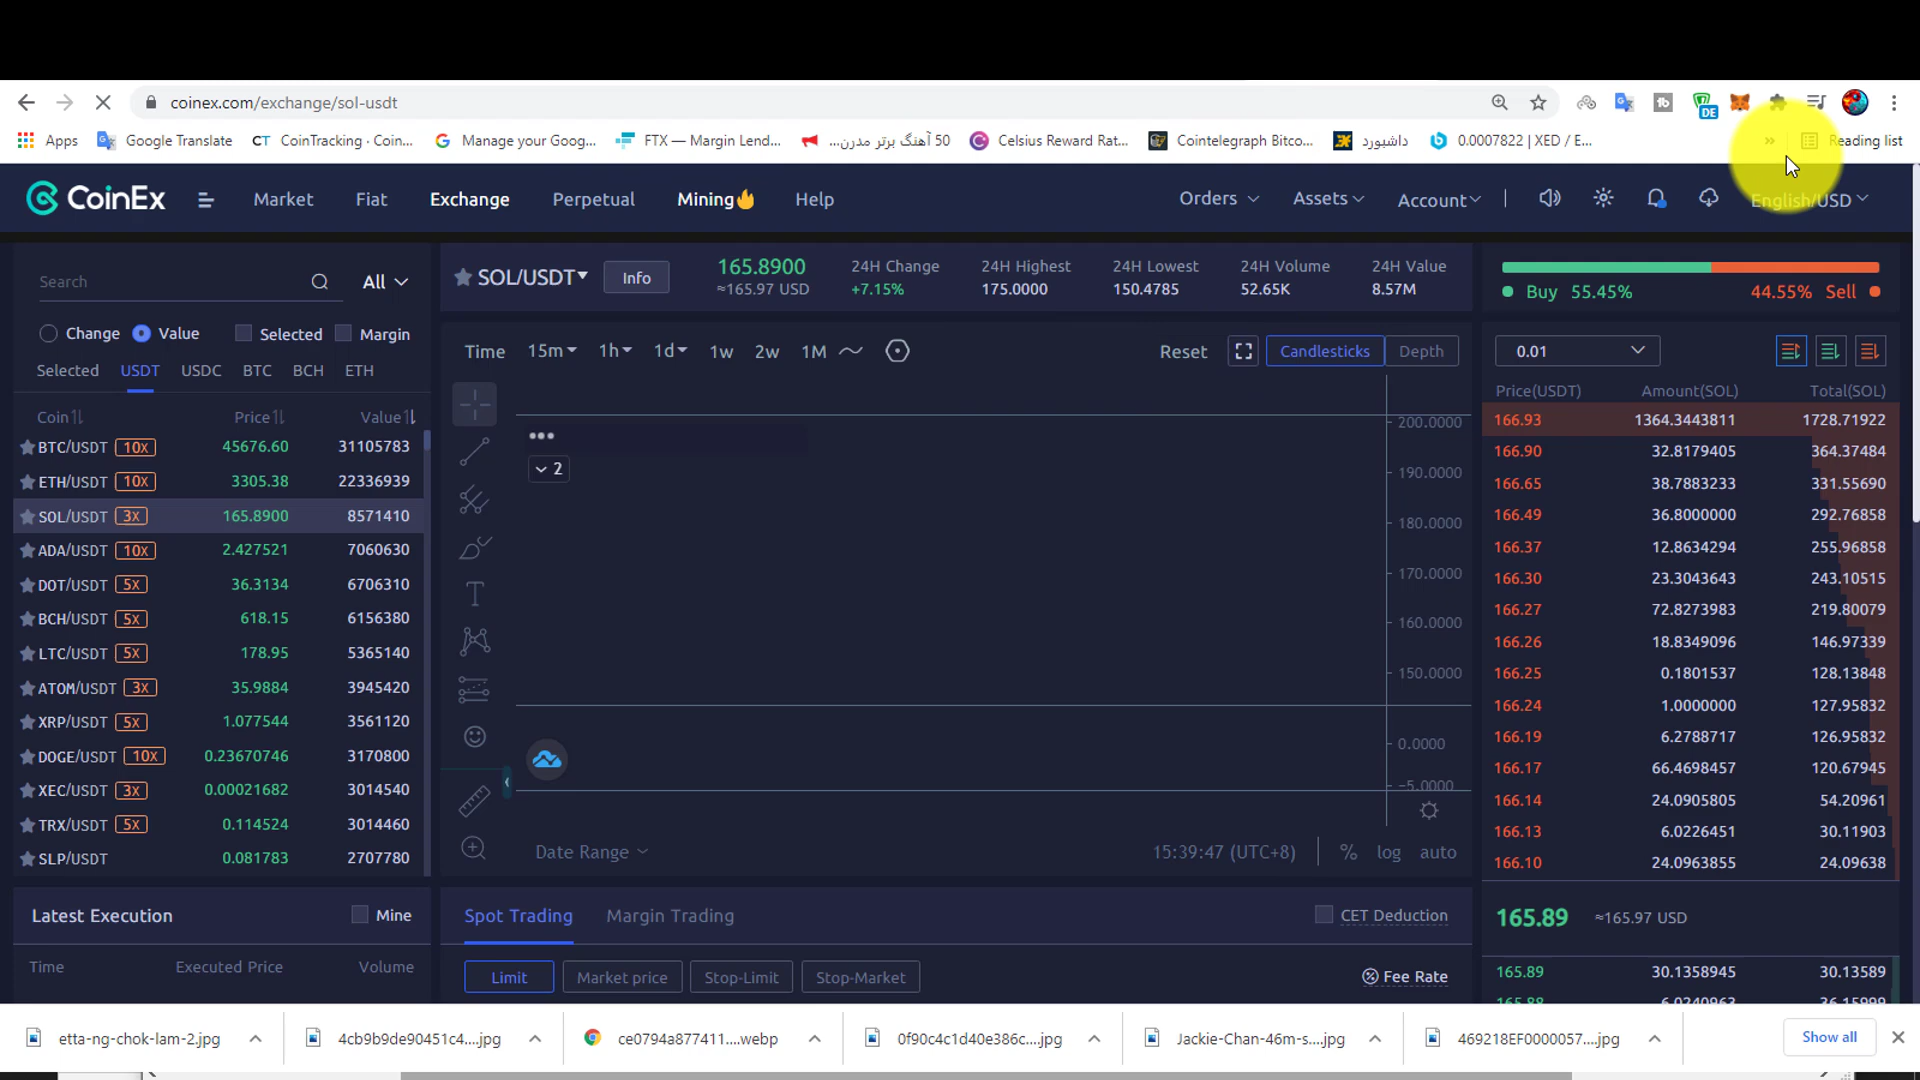 coinex.com/exchange/sol-usdt
Apps Google Translate CoinTracking · Coin... Manage your Goog... FTX — Margin Lend... 50 آهنگ برتر مدرن... Celsius Reward Rat... Cointelegraph Bitcoc... داشبورد 0.0007822 | XED / E... » Reading list
DE
CoinEx Market Fiat Exchange Perpetual Mining Help Orders Assets Account English/USD
Search All
Change Value Selected Margin
Selected USDT USDC BTC BCH ETH
Coin Price Value
BTC/USDT 10X 45676.60 31105783
ETH/USDT 10X 3305.38 22336939
SOL/USDT 3X 165.8900 8571410
ADA/USDT 10X 2.427521 7060630
DOT/USDT 5X 36.3134 6706310
BCH/USDT 5X 618.15 6156380
LTC/USDT 5X 178.95 5365140
ATOM/USDT 3X 35.9884 3945420
XRP/USDT 5X 1.077544 3561120
DOGE/USDT 10X 0.23670746 3170800
XEC/USDT 3X 0.00021682 3014540
TRX/USDT 5X 0.114524 3014460
SLP/USDT 0.081783 2707780
Latest Execution Mine
Time Executed Price Volume
SOL/USDT Info
165.8900
≈165.97 USD
24H Change
+7.15%
24H Highest
175.0000
24H Lowest
150.4785
24H Volume
52.65K
24H Value
8.57M
Time 15m 1h 1d 1w 2w 1M Reset Candlesticks Depth
2
200.0000
190.0000
180.0000
170.0000
160.0000
150.0000
0.0000
-5.0000
Date Range 15:39:47 (UTC+8) % log auto
Spot Trading Margin Trading CET Deduction
Limit Market price Stop-Limit Stop-Market Fee Rate
Buy 55.45% 44.55% Sell
0.01
Price(USDT) Amount(SOL) Total(SOL)
166.93 1364.3443811 1728.71922
166.90 32.8179405 364.37484
166.65 38.7883233 331.55690
166.49 36.8000000 292.76858
166.37 12.8634294 255.96858
166.30 23.3043643 243.10515
166.27 72.8273983 219.80079
166.26 18.8349096 146.97339
166.25 0.1801537 128.13848
166.24 1.0000000 127.95832
166.19 6.2788717 126.95832
166.17 66.4698457 120.67945
166.14 24.0905805 54.20961
166.13 6.0226451 30.11903
166.10 24.0963855 24.09638
165.89 ≈165.97 USD
165.89 30.1358945 30.13589
165.88 6.0240963 36.15999
etta-ng-chok-lam-2.jpg 4cb9b9de90451c4....jpg ce0794a877411....webp 0f90c4c1d40e386c....jpg Jackie-Chan-46m-s....jpg 469218EF0000057....jpg Show all